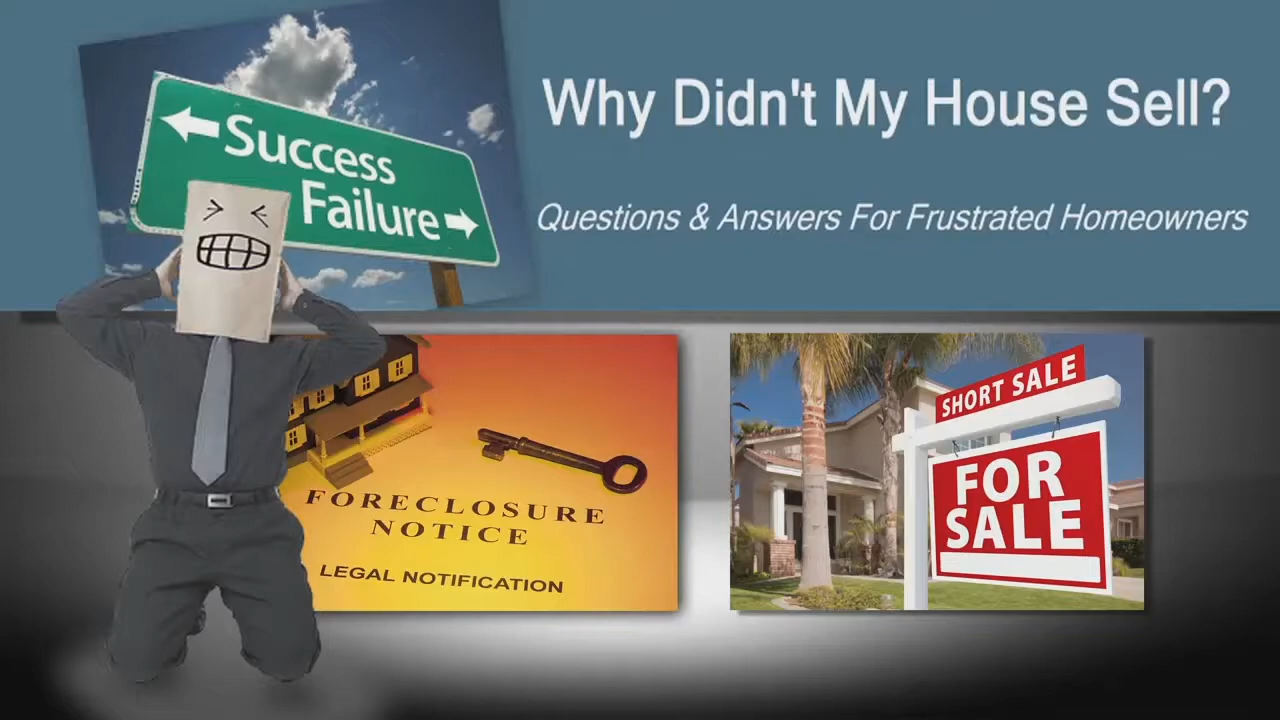 Why Didn't My House Sell?
Questions & Answers For Frustrated Homeowners
Success
Failure
FORECLOSURE
NOTICE
LEGAL NOTIFICATION
SHORT SALE
FOR
SALE